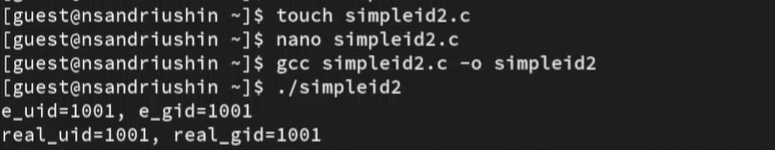 [guest@nsandriushin ~]$ touch simpleid2.c
[guest@nsandriushin ~]$ nano simpleid2.c
[guest@nsandriushin ~]$ gcc simpleid2.c -o simpleid2
[guest@nsandriushin ~]$ ./simpleid2
e_uid=1001, e_gid=1001
real_uid=1001, real_gid=1001